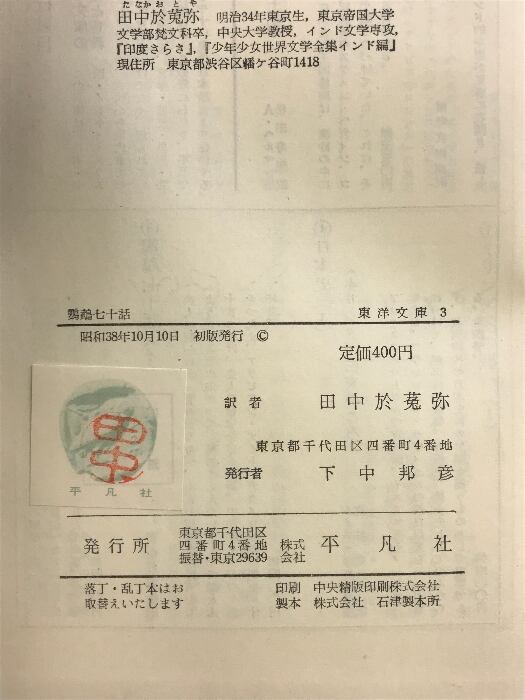 たなかおとや
田中於菟弥 明治34年東京生，東京帝国大学
文学部梵文科卒，中央大学教授，インド文学専攻，
『印度さらさ』，『少年少女世界文学全集インド編』
現住所 東京都渋谷区幡ケ谷町1418
鸚鵡七十話 東洋文庫 3
昭和38年10月10日 初版発行 ©
定価400円
訳者 田中於菟弥
東京都千代田区四番町4番地
発行者 下中邦彦
田中
平凡社
発行所 東京都千代田区四番町4番地 振替・東京29639 株式会社 平凡社
落丁・乱丁本はお取替えいたします
印刷 中央精版印刷株式会社
製本 株式会社 石津製本所